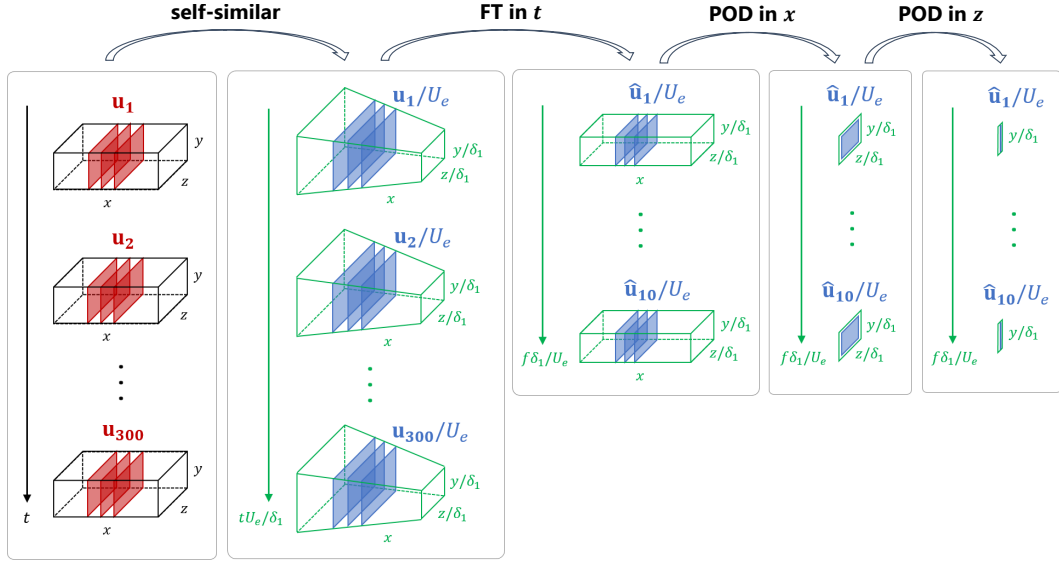 self-similar
FT in t
POD in x
POD in z
u₁
y
z
x
u₂
y
z
x
u₃₀₀
y
z
x
t
u₁/Uₑ
y/δ₁
z/δ₁
x
u₂/Uₑ
y/δ₁
z/δ₁
x
u₃₀₀/Uₑ
y/δ₁
z/δ₁
x
tUₑ/δ₁
û₁/Uₑ
y/δ₁
z/δ₁
x
û₁₀/Uₑ
y/δ₁
z/δ₁
x
fδ₁/Uₑ
û₁/Uₑ
y/δ₁
z/δ₁
û₁₀/Uₑ
y/δ₁
z/δ₁
fδ₁/Uₑ
û₁/Uₑ
y/δ₁
û₁₀/Uₑ
y/δ₁
fδ₁/Uₑ